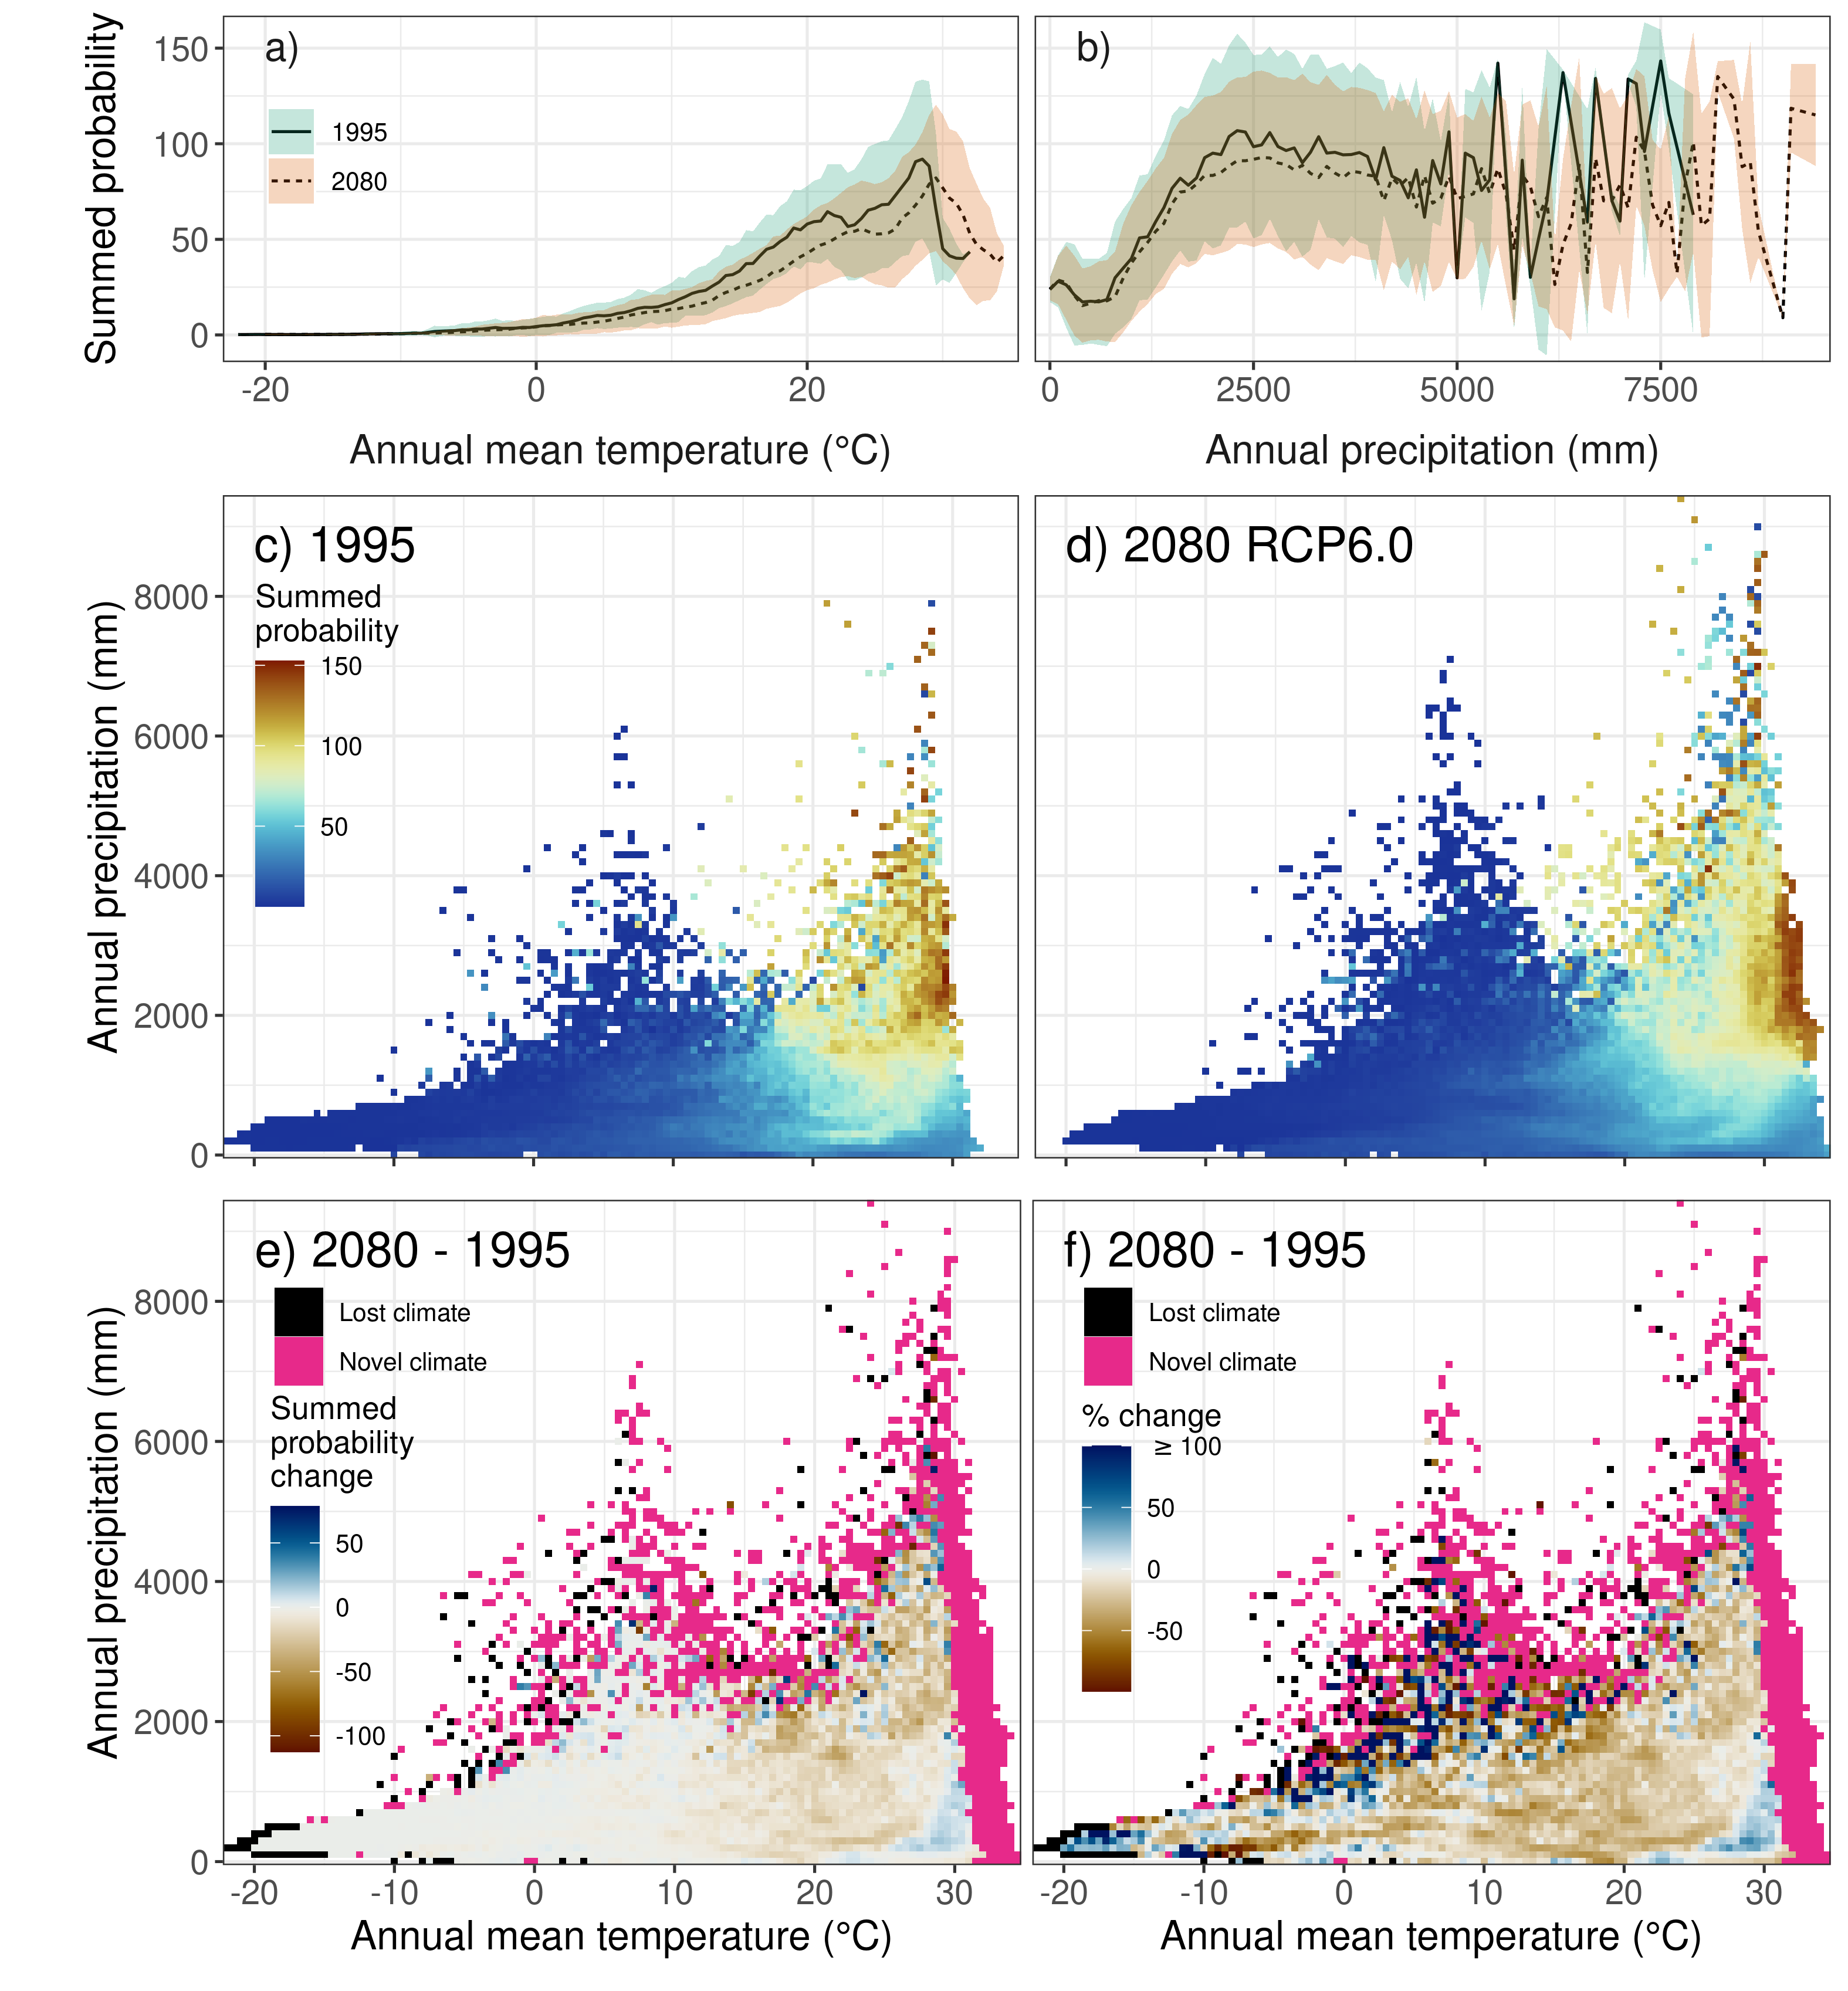 Summed probability
150
100
50
0
a)
1995
2080
-20
0
20
Annual mean temperature (°C)
b)
0
2500
5000
7500
Annual precipitation (mm)
Annual precipitation (mm)
8000
6000
4000
2000
0
c) 1995
Summed
probability
150
100
50
d) 2080 RCP6.0
Annual precipitation (mm)
8000
6000
4000
2000
0
e) 2080 - 1995
Lost climate
Novel climate
Summed
probability
change
50
0
-50
-100
-20
-10
0
10
20
30
Annual mean temperature (°C)
f) 2080 - 1995
Lost climate
Novel climate
% change
≥ 100
50
0
-50
-20
-10
0
10
20
30
Annual mean temperature (°C)